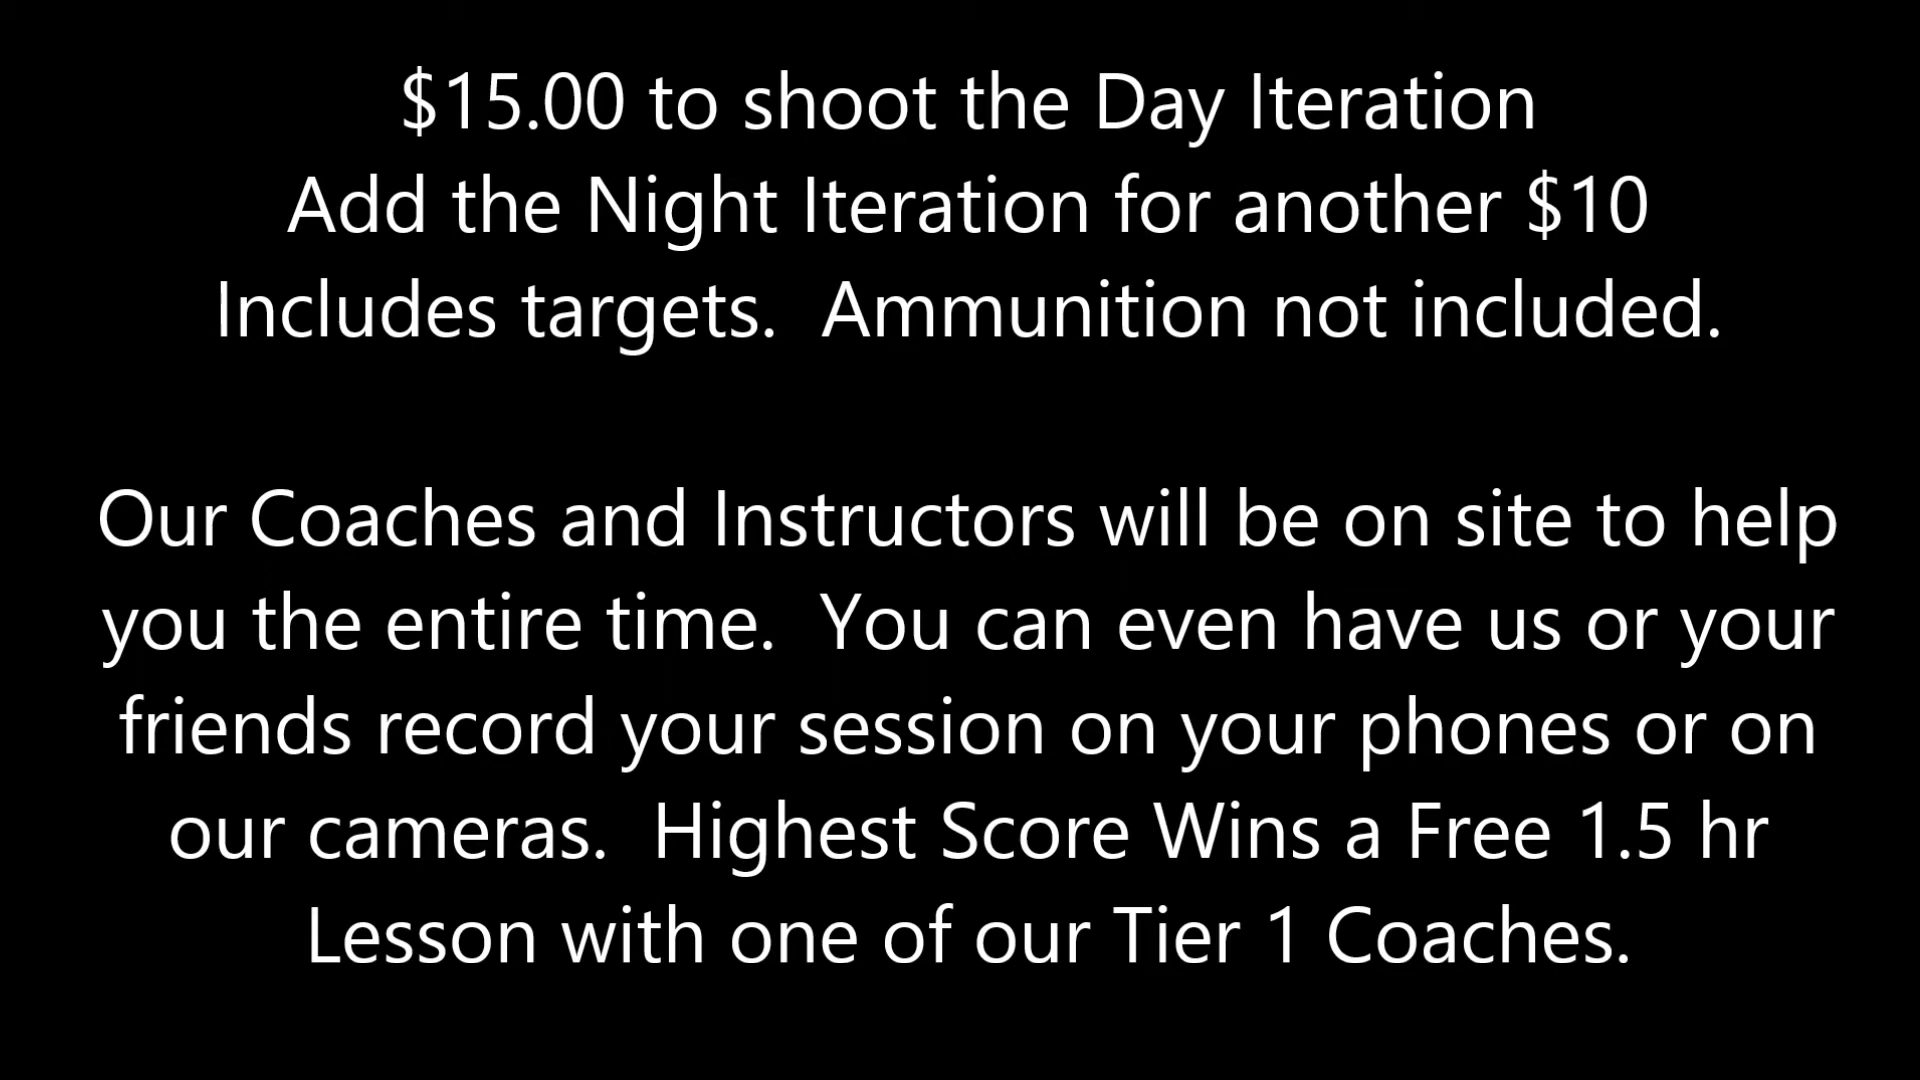 $15.00 to shoot the Day Iteration
Add the Night Iteration for another $10
Includes targets.  Ammunition not included.
Our Coaches and Instructors will be on site to help
you the entire time.  You can even have us or your
friends record your session on your phones or on
our cameras.  Highest Score Wins a Free 1.5 hr
Lesson with one of our Tier 1 Coaches.